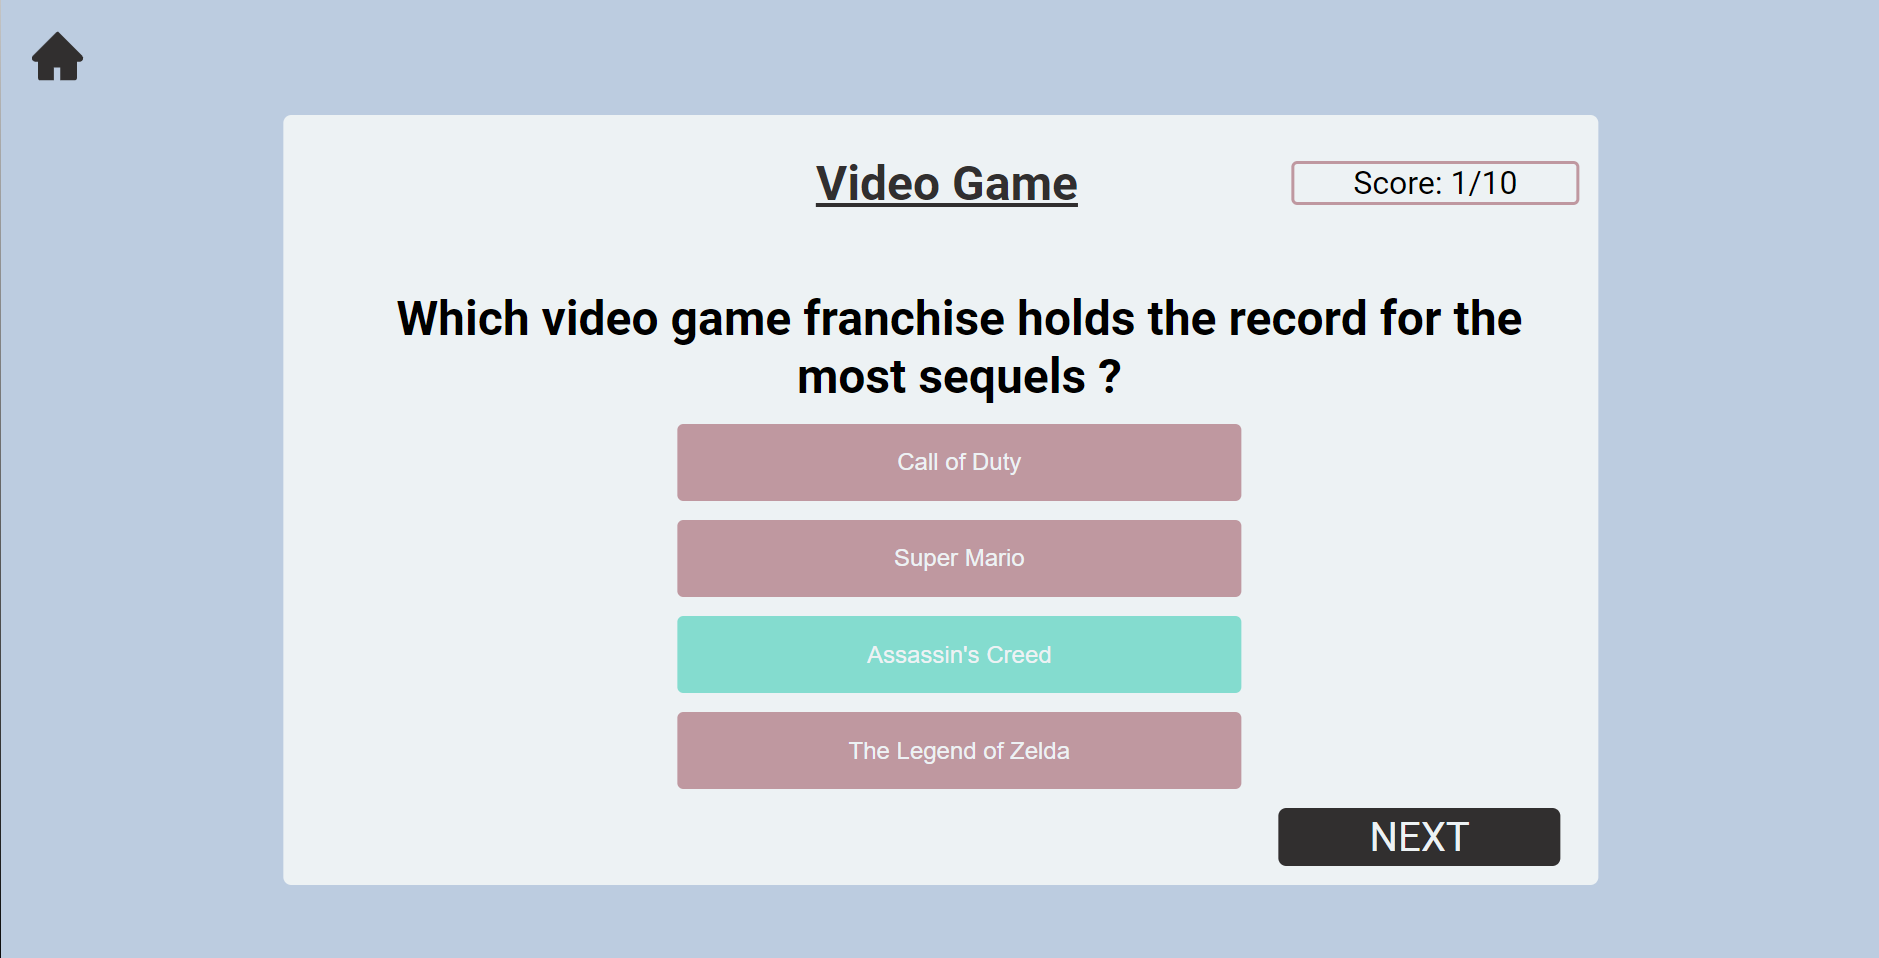 Video Game
Score: 1/10
Which video game franchise holds the record for the
most sequels ?
Call of Duty
Super Mario
Assassin's Creed
The Legend of Zelda
NEXT